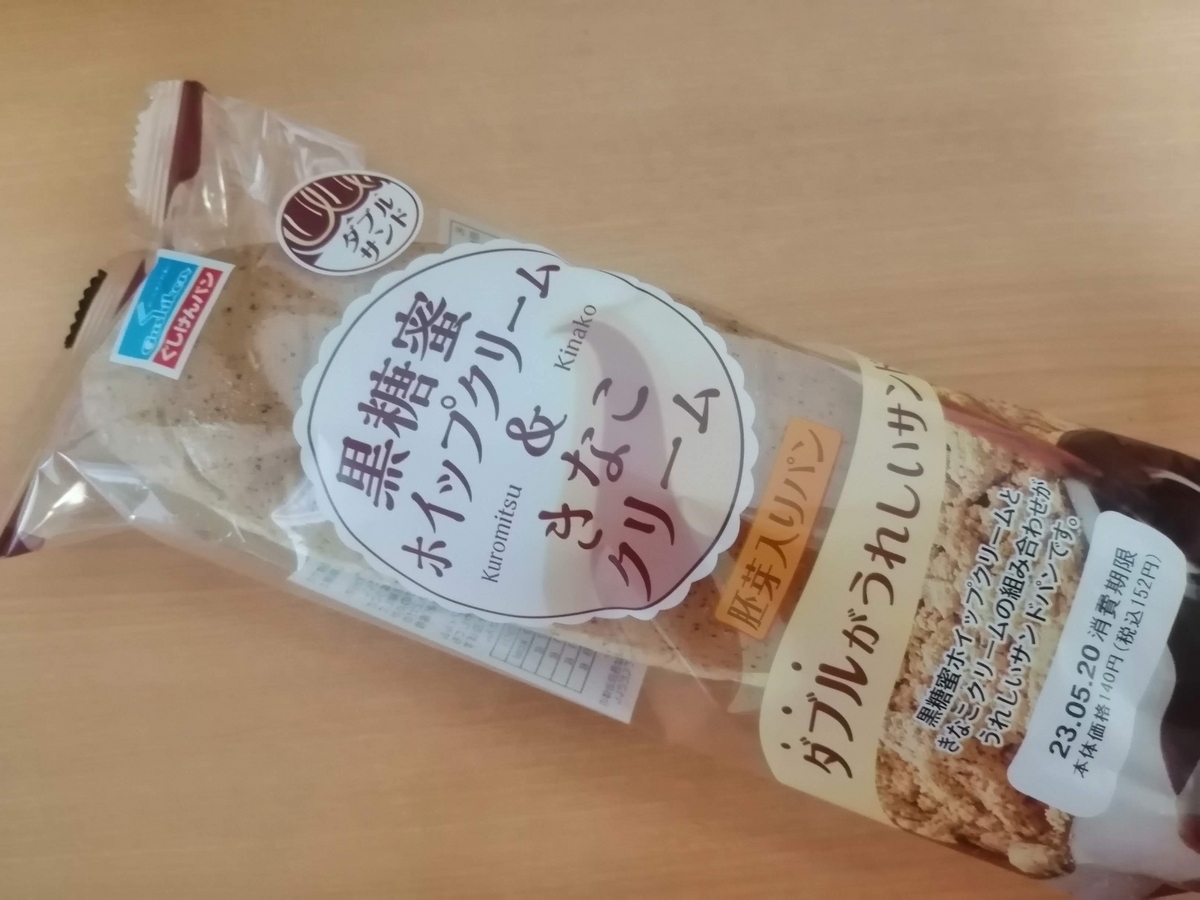 ダブル
サンド
ぐしけんパン
黒糖蜜
ホイップクリーム
Kuromitsu
&
Kinako
きなこ
クリーム
胚芽入りパン
ダブルがうれしいサンド
黒糖蜜ホイップクリームと
きなこクリームの組み合わせが
うれしいサンドパンです。
23.05.20 消費期限
本体価格140円(税込152円)